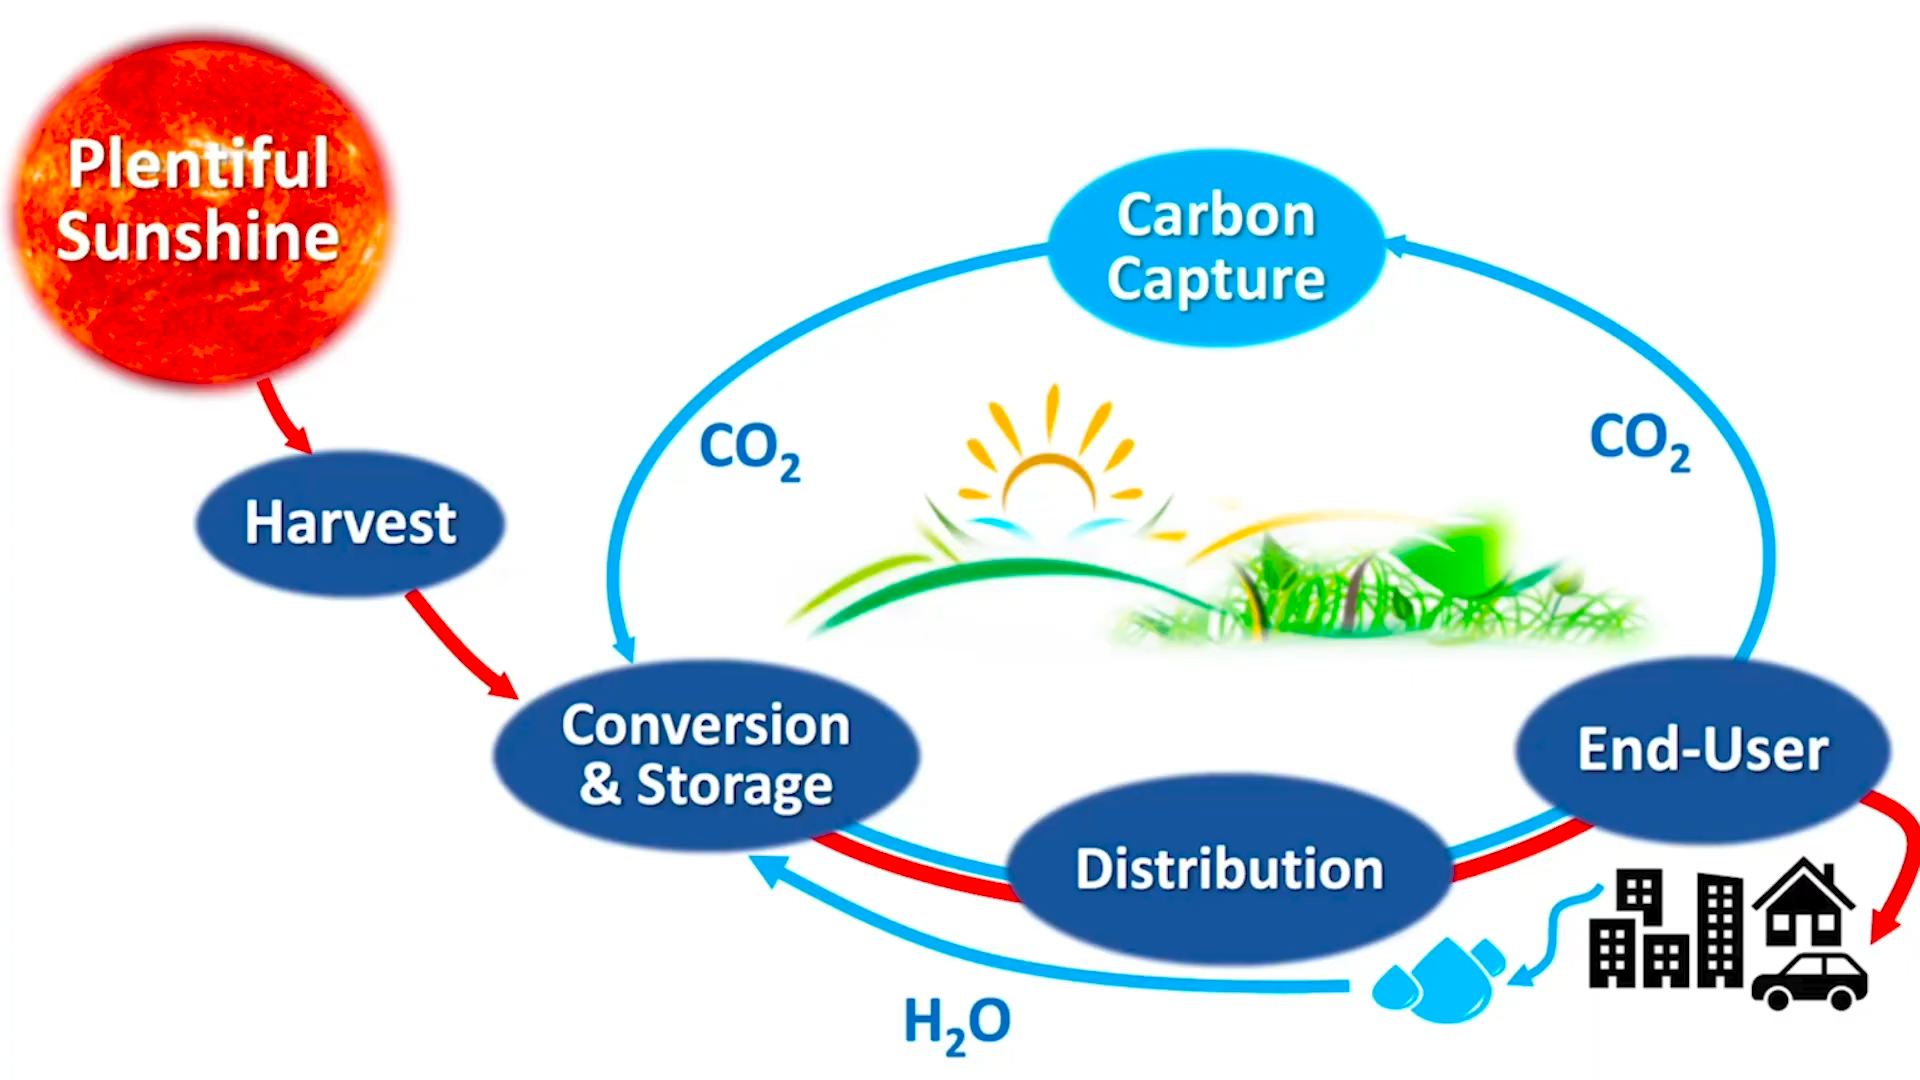 Plentiful
Sunshine
Carbon
Capture
CO₂
CO₂
Harvest
Conversion
& Storage
End-User
Distribution
H₂O